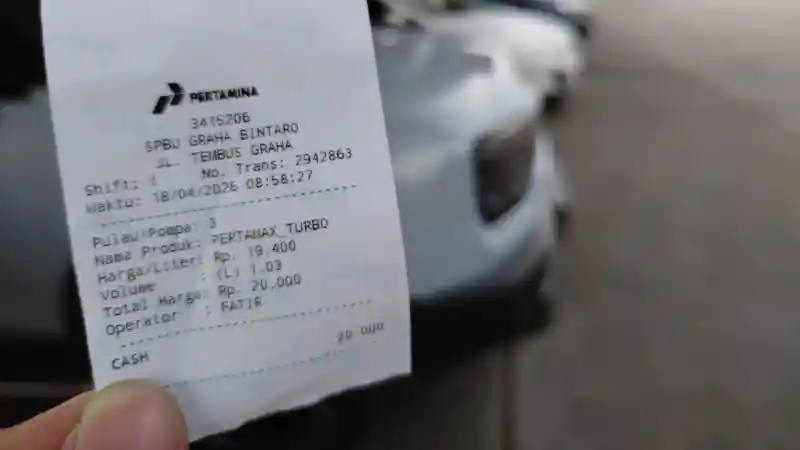 PERTAMINA
3415206
SPBU GRAHA BINTARO
JL. TEMBUS GRAHA
Shift: 1 No. Trans: 2942863
Waktu: 18/04/2026 08:58:27
Pulau/Pompa: 3
Nama Produk: PERTAMAX_TURBO
Harga/Liter: Rp. 19,400
Volume : (L) 1.03
Total Harga: Rp. 20,000
Operator : FATIR
CASH 20,000